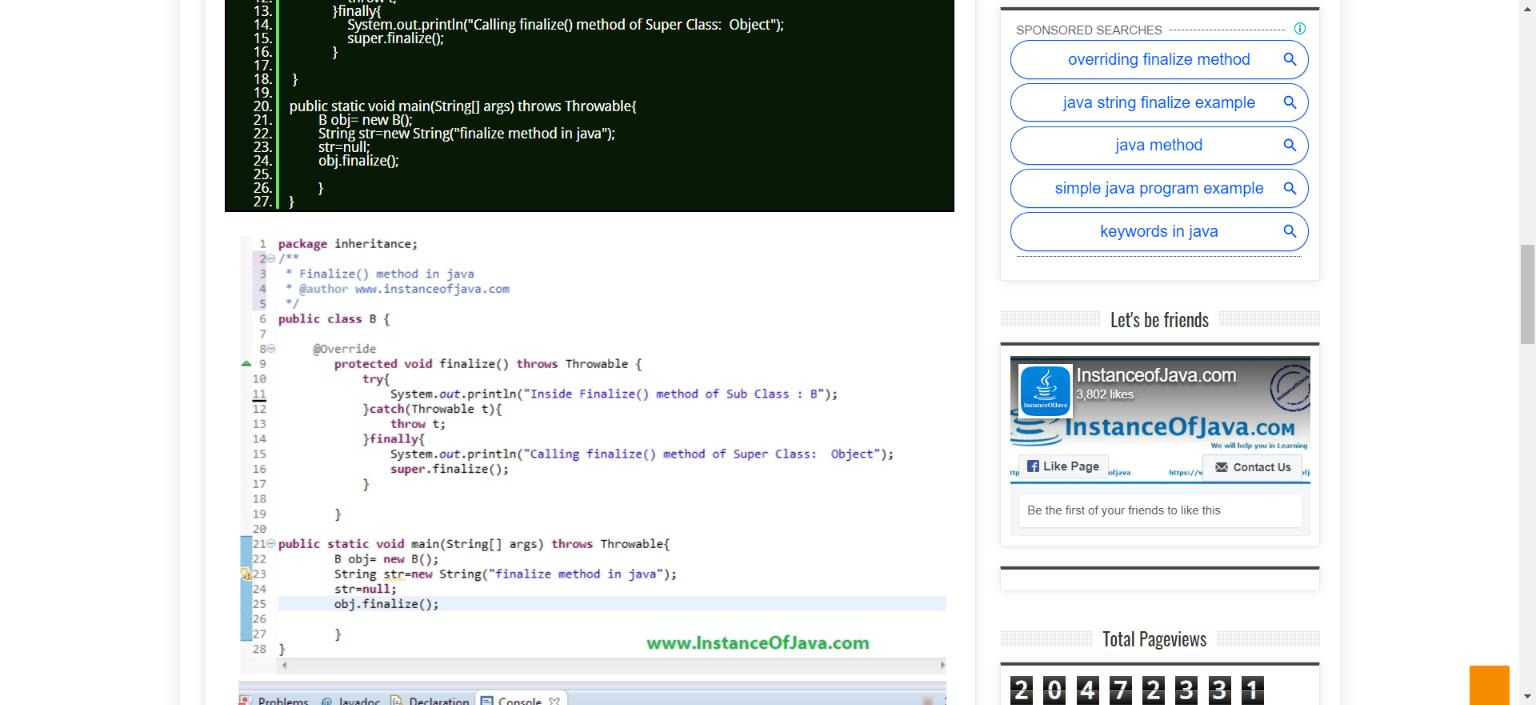 13. }finally{
14. System.out.println("Calling finalize() method of Super Class:  Object");
15. super.finalize();
16. }
17.
18. }
19.
20. public static void main(String[] args) throws Throwable{
21. B obj= new B();
22. String str=new String("finalize method in java");
23. str=null;
24. obj.finalize();
25.
26. }
27. }
1 package inheritance;
2 /**
3 * Finalize() method in java
4 * @author www.instanceofjava.com
5 */
6 public class B {
7
8 @Override
9 protected void finalize() throws Throwable {
10 try{
11 System.out.println("Inside Finalize() method of Sub Class : B");
12 }catch(Throwable t){
13 throw t;
14 }finally{
15 System.out.println("Calling finalize() method of Super Class:  Object");
16 super.finalize();
17 }
18
19 }
20
21 public static void main(String[] args) throws Throwable{
22 B obj= new B();
23 String str=new String("finalize method in java");
24 str=null;
25 obj.finalize();
26
27 }
28 }
www.InstanceOfJava.com
Problems @ Javadoc Declaration Console
SPONSORED SEARCHES
overriding finalize method
java string finalize example
java method
simple java program example
keywords in java
Let's be friends
InstanceofJava.com
3,802 likes
InstanceOfJava
InstanceOfJava.com
We will help you in Learning
Like Page
Contact Us
Be the first of your friends to like this
Total Pageviews
20472331